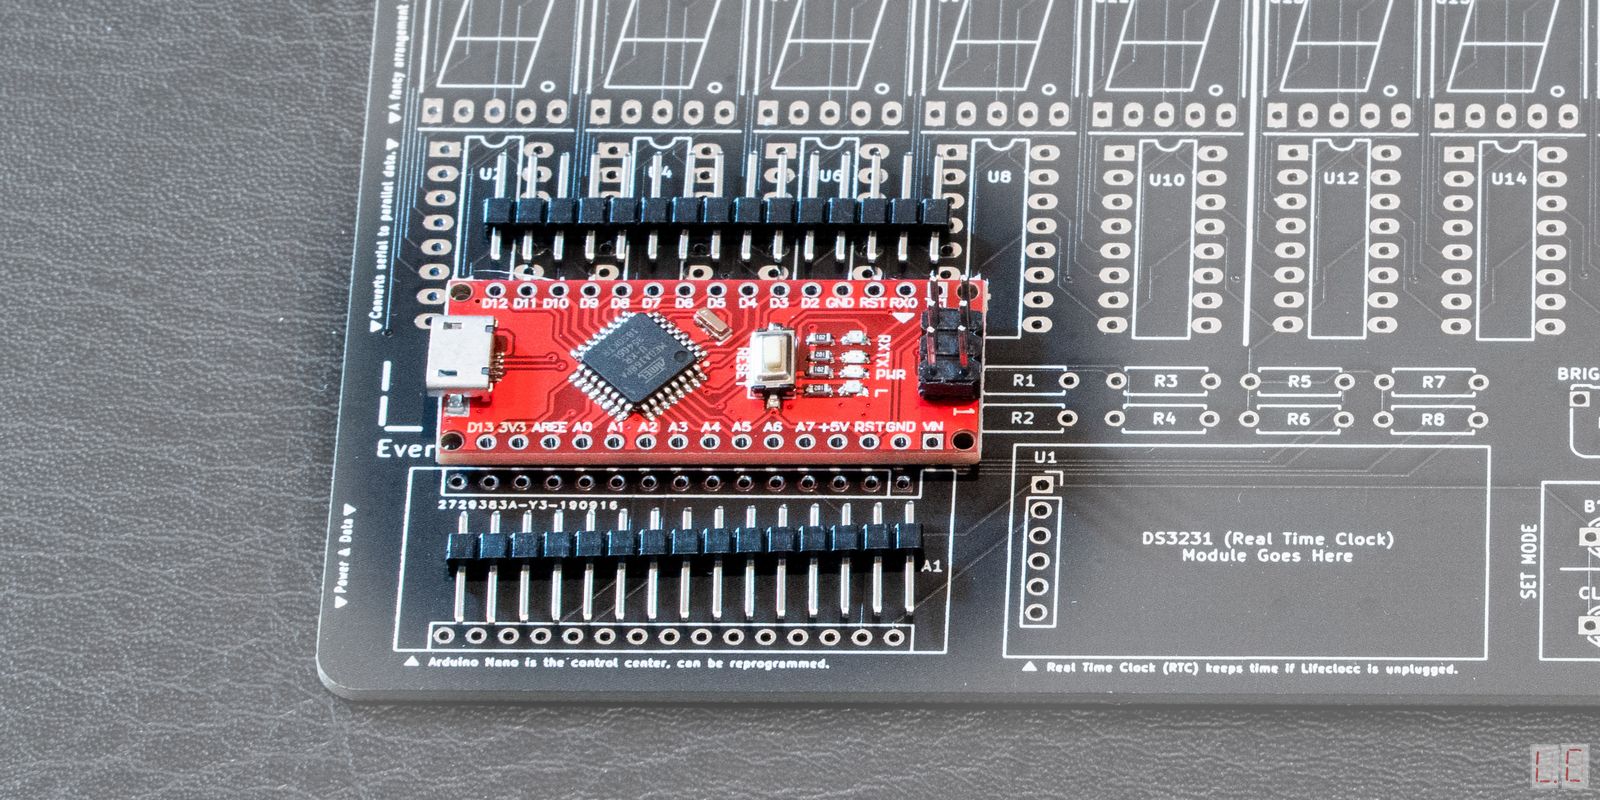 ▼A fancy arrangement
▼Converts serial to parallel data.▼
U4
U6
U8
U10
U12
U14
D12 D11 D10 D9 D8 D7 D6 D5 D4 D3 D2 GND RST RX0
RESET
RX
TX
PWR
L
1
D13 3V3 AREF A0 A1 A2 A3 A4 A5 A6 A7 +5V RST GND VIN
R1
R3
R5
R7
R2
R4
R6
R8
BRIG
Ever
U1
2729383A-Y3-190916
▼Power & Data▼
A1
DS3231 (Real Time Clock)
Module Goes Here
SET MODE
▲ Arduino Nano is the control center, can be reprogrammed.
▲ Real Time Clock (RTC) keeps time if Lifeclocc is unplugged.
L.C